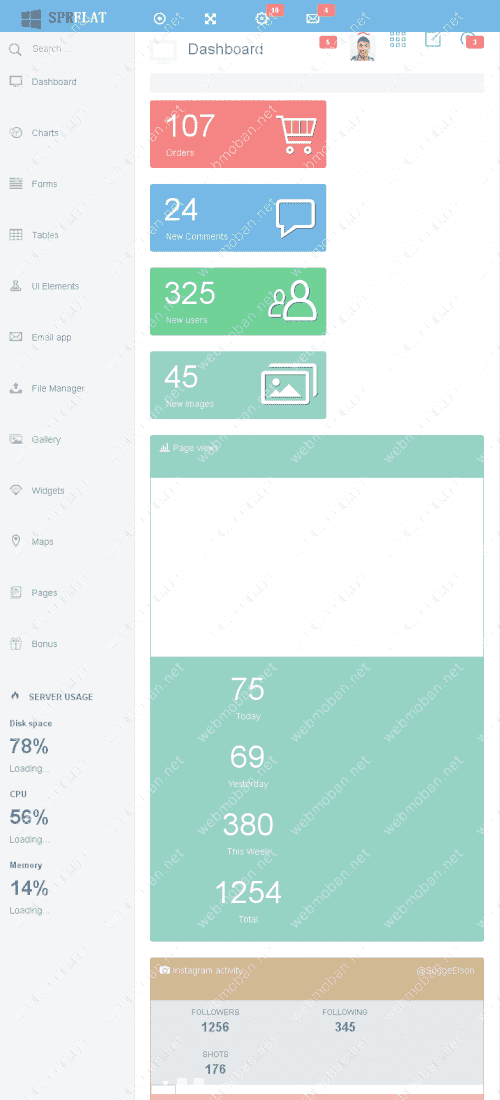 SPRFLAT
10
4
Search ...
Dashboard
6
3
Dashboard
Charts
Forms
Tables
UI Elements
Email app
File Manager
Gallery
Widgets
Maps
Pages
Bonus
SERVER USAGE
Disk space
78%
Loading...
CPU
56%
Loading...
Memory
14%
Loading...
107
Orders
24
New Comments
325
New users
45
New Images
Page views
75
Today
69
Yesterday
380
This Week
1254
Total
Instagram activity
@SuggeElson
FOLLOWERS
1256
FOLLOWING
345
SHOTS
176
webmoban.net